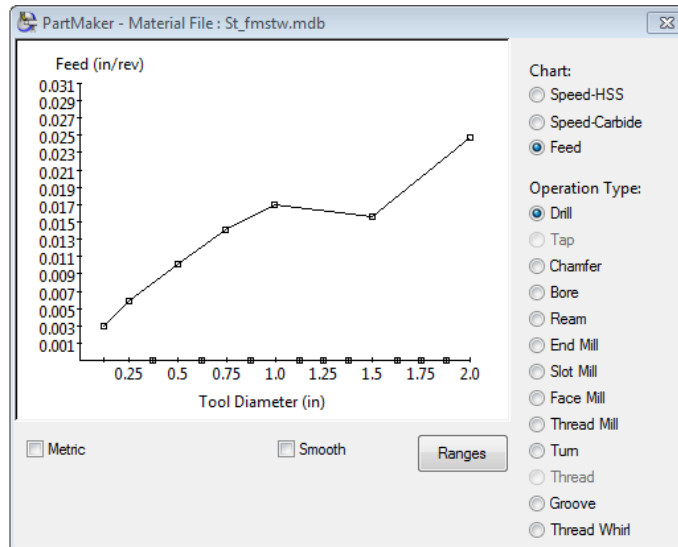 PartMaker - Material File : St_fmstw.mdb
Feed (in/rev)
0.031
0.029
0.027
0.025
0.023
0.021
0.019
0.017
0.015
0.013
0.011
0.009
0.007
0.005
0.003
0.001
0.25 0.5 0.75 1.0 1.25 1.5 1.75 2.0
Tool Diameter (in)
Metric
Smooth
Ranges
Chart:
Speed-HSS
Speed-Carbide
Feed
Operation Type:
Drill
Tap
Chamfer
Bore
Ream
End Mill
Slot Mill
Face Mill
Thread Mill
Turn
Thread
Groove
Thread Whirl